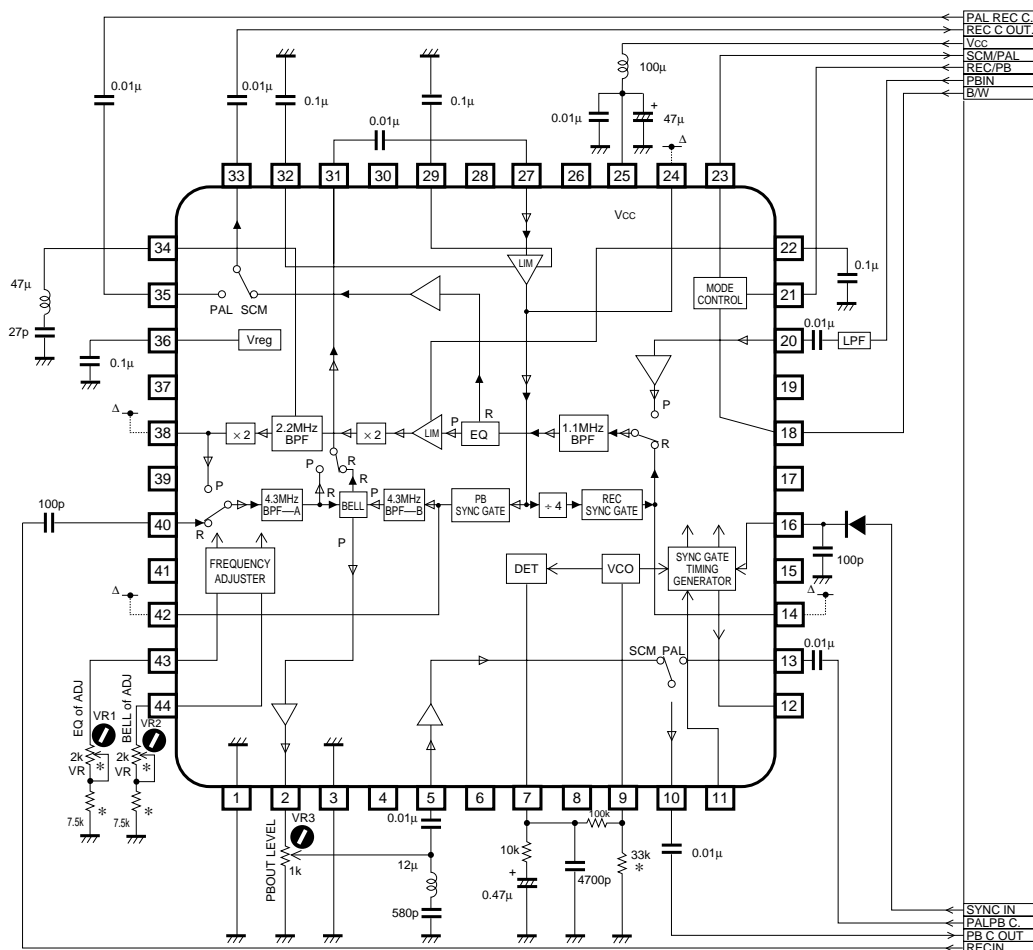 PAL REC C.
REC C OUT.
Vcc
SCM/PAL
REC/PB
PBIN
B/W
100µ
0.01µ
0.01µ
0.1µ
0.1µ
0.01µ
0.01µ
+
47µ
Δ
33
32
31
30
29
28
27
26
25
24
23
Vcc
34
22
47µ
LIM
0.1µ
MODE
CONTROL
35
PAL SCM
21
27p
0.01µ
36
Vreg
20
LPF
0.1µ
37
19
P
Δ
P
R
38
× 2
2.2MHz
BPF
× 2
LIM
EQ
1.1MHz
BPF
R
18
39
P
P
R
17
R
R
100p
4.3MHz
BPF—A
BELL
P
4.3MHz
BPF—B
PB
SYNC GATE
÷ 4
REC
SYNC GATE
40
R
16
P
41
FREQUENCY
ADJUSTER
DET
VCO
SYNC GATE
TIMING
GENERATOR
100p
15
Δ
Δ
42
14
SCM PAL
0.01µ
43
13
EQ of ADJ
VR1
BELL of ADJ
VR2
44
12
2k
VR
*
2k
VR
*
*
*
7.5k
7.5k
1
2
3
4
5
6
7
8
9
10
11
PBOUT LEVEL
VR3
1k
0.01µ
12µ
580p
10k
+
0.47µ
100k
4700p
33k
*
0.01µ
SYNC IN
PALPB C.
PB C OUT
RECIN